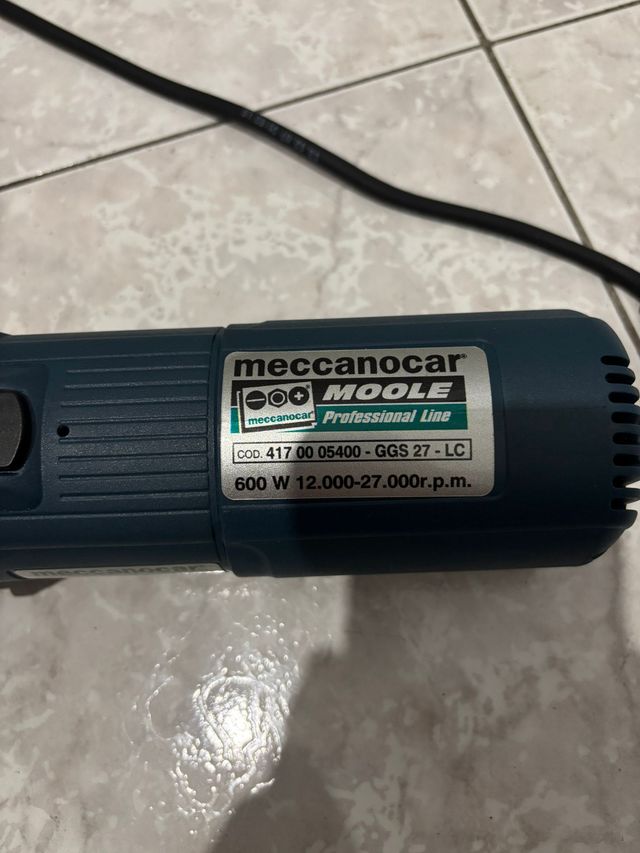 meccanocar®
MOOLE
meccanocar
Professional Line
COD. 417 00 05400 - GGS 27 - LC
600 W 12.000-27.000r.p.m.
meccanocar